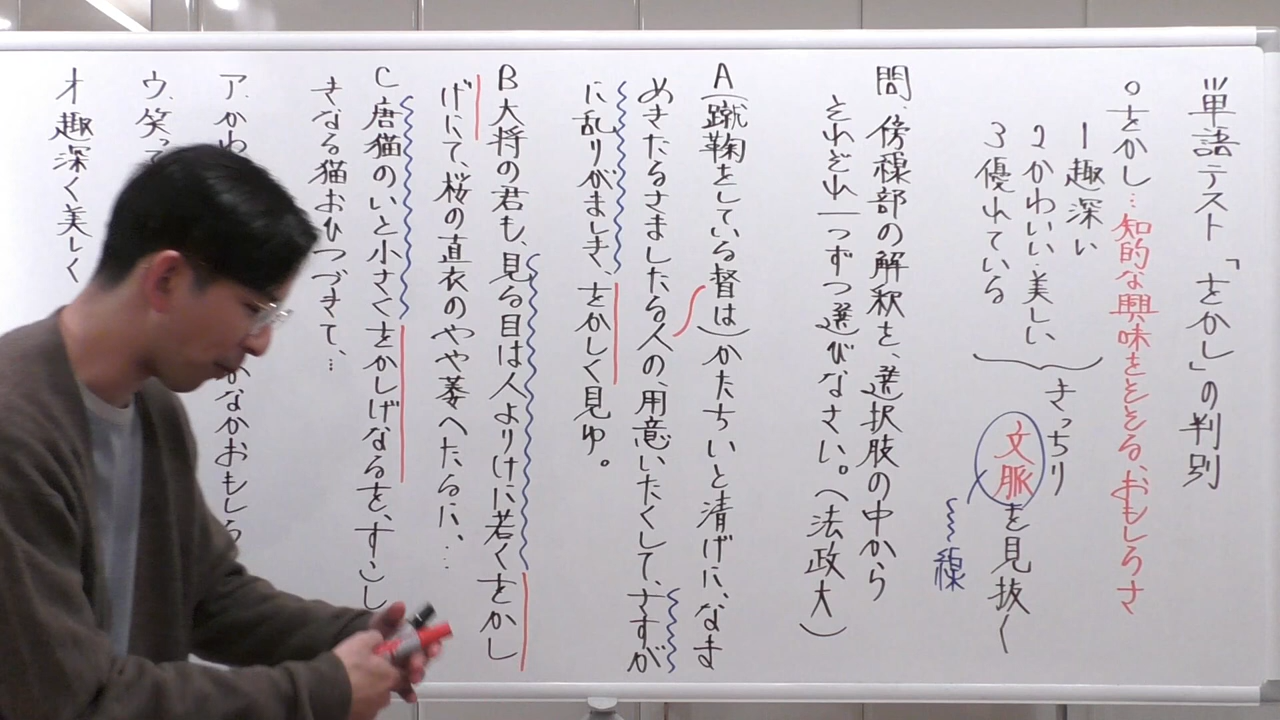 単語テスト「をかし」の判別
○をかし…知的な興味をそそる、おもしろさ
1 趣深い
2 かわいい・美しい
3 優れている
きっちり
文脈を見抜く
線
問、傍線部の解釈を、選択肢の中から
それぞれ一つずつ選びなさい。(法政大)
A(蹴鞠をしている督は)かたちいと清げに、なま
めきたるさましたる人の、用意いたくして、さすが
に乱りがましき、をかしく見ゆ。
B 大将の君も、見る目は人よりけに若くをかし
げにて、桜の直衣のやや萎へたるに、…
C 唐猫のいと小さくをかしげなるを、すこし
きなる猫おひつづきて、…
ア、かわ
かなかおもしろ
ウ、笑っ
オ 趣深く美しく